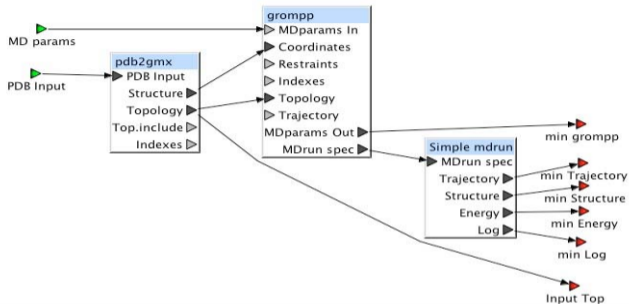 MD params
PDB Input
pdb2gmx
PDB Input
Structure
Topology
Top.include
Indexes
grompp
MDparams In
Coordinates
Restraints
Indexes
Topology
Trajectory
MDparams Out
MDrun spec
Simple mdrun
MDrun spec
Trajectory
Structure
Energy
Log
min grompp
min Trajectory
min Structure
min Energy
min Log
Input Top